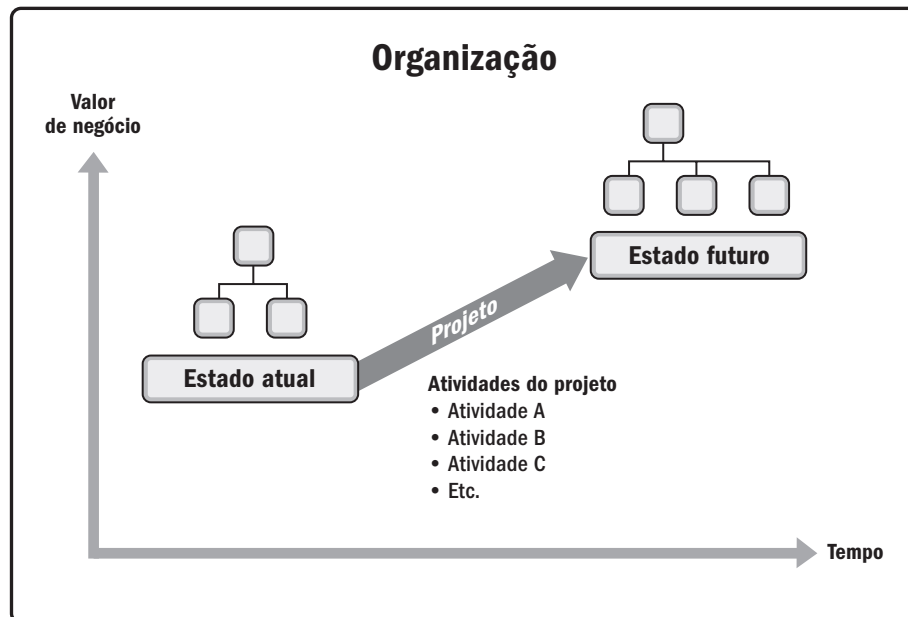 Organização
Valor
de negócio
Estado futuro
Projeto
Estado atual
Atividades do projeto
• Atividade A
• Atividade B
• Atividade C
• Etc.
Tempo